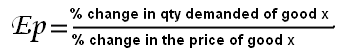 Ep = % change in qty demanded of good x
% change in the price of good x